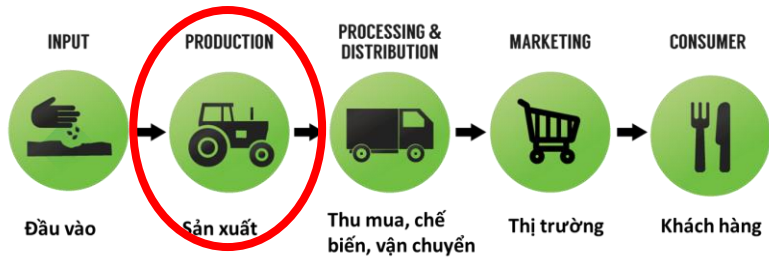 INPUT
PRODUCTION
PROCESSING &
DISTRIBUTION
MARKETING
CONSUMER
Đầu vào
Sản xuất
Thu mua, chế
biến, vận chuyển
Thị trường
Khách hàng